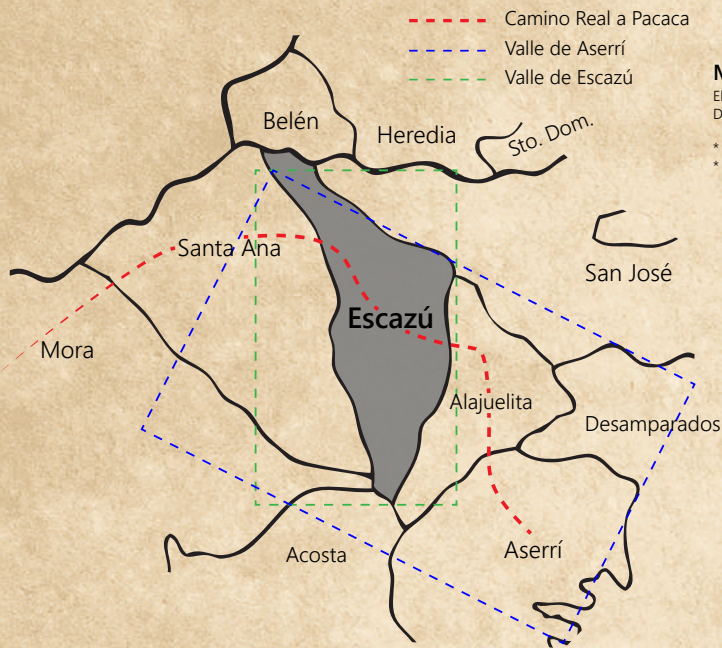 Camino Real a Pacaca
Valle de Aserrí
Valle de Escazú
Belén
Heredia
Sto. Dom.
Santa Ana
San José
Escazú
Mora
Alajuelita
Desamparados
Acosta
Aserrí
*
*